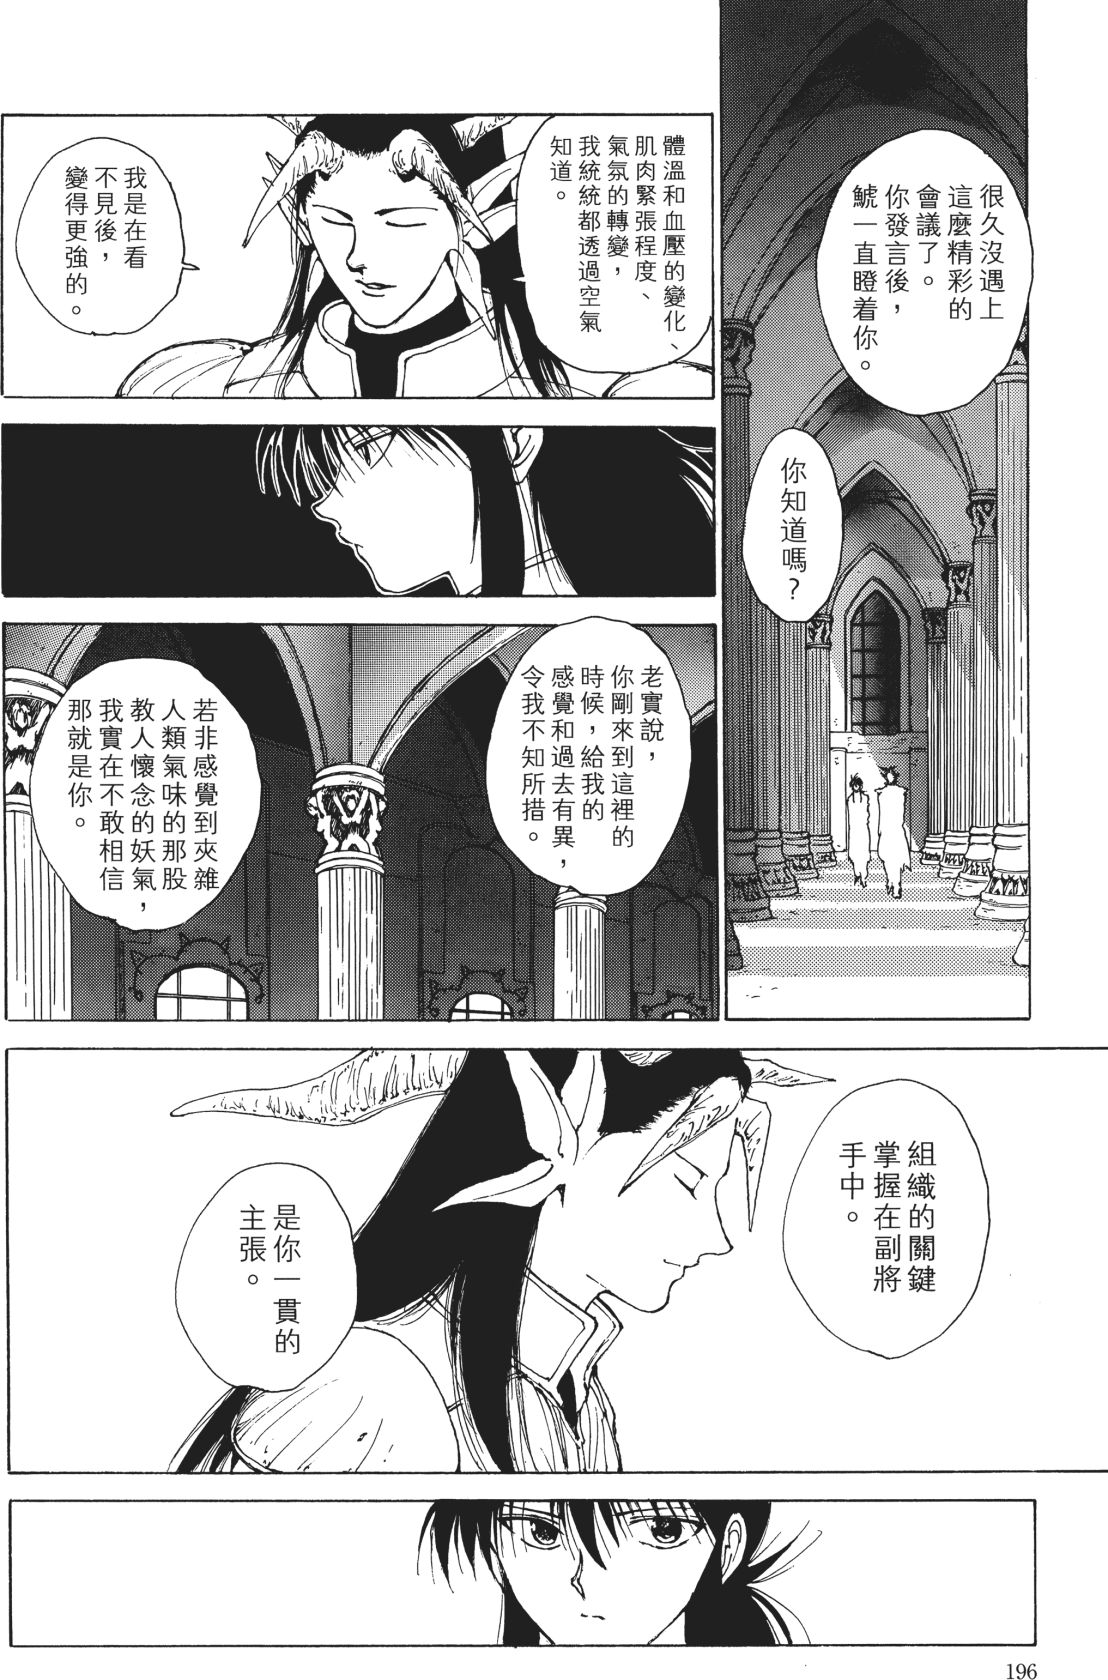 很久沒遇上
這麼精彩的
會議了。
你發言後，
鯱一直瞪着你。
你知道嗎？
體溫和血壓的變化、
肌肉緊張程度、
氣氛的轉變，
我統統都透過空氣
知道。
我是在看
不見後，
變得更強的。
老實說，
你剛來到這裡的
時候，給我的
感覺和過去有異，
令我不知所措。
若非感覺到夾雜
人類氣味的那股
教人懷念的妖氣，
我實在不敢相信
那就是你。
組織的關鍵
掌握在副將
手中。
是你一貫的
主張。
196